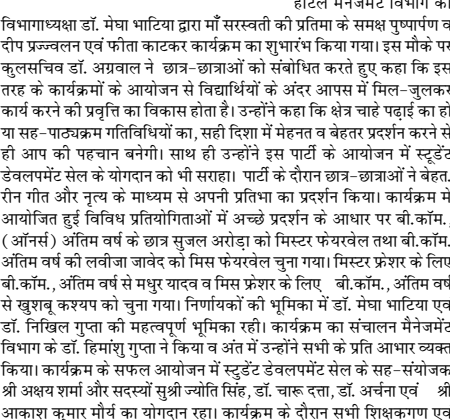 होटल मैनेजमेंट विभाग की
विभागाध्यक्षा डॉ. मेघा भाटिया द्वारा माँ सरस्वती की प्रतिमा के समक्ष पुष्पार्पण व
दीप प्रज्ज्वलन एवं फीता काटकर कार्यक्रम का शुभारंभ किया गया। इस मौके पर
कुलसचिव डॉ. अग्रवाल ने छात्र-छात्राओं को संबोधित करते हुए कहा कि इस
तरह के कार्यक्रमों के आयोजन से विद्यार्थियों के अंदर आपस में मिल-जुलकर
कार्य करने की प्रवृत्ति का विकास होता है। उन्होंने कहा कि क्षेत्र चाहे पढ़ाई का हो
या सह-पाठ्यक्रम गतिविधियों का, सही दिशा में मेहनत व बेहतर प्रदर्शन करने से
ही आप की पहचान बनेगी। साथ ही उन्होंने इस पार्टी के आयोजन में स्टूडेंट
डेवलपमेंट सेल के योगदान को भी सराहा। पार्टी के दौरान छात्र-छात्राओं ने बेहत.
रीन गीत और नृत्य के माध्यम से अपनी प्रतिभा का प्रदर्शन किया। कार्यक्रम में
आयोजित हुई विविध प्रतियोगिताओं में अच्छे प्रदर्शन के आधार पर बी.कॉम.,
(ऑनर्स) अंतिम वर्ष के छात्र सुजल अरोड़ा को मिस्टर फेयरवेल तथा बी.कॉम.
अंतिम वर्ष की लवीजा जावेद को मिस फेयरवेल चुना गया। मिस्टर फ्रेशर के लिए
बी.कॉम., अंतिम वर्ष से मधुर यादव व मिस फ्रेशर के लिए बी.कॉम., अंतिम वर्ष
से खुशबू कश्यप को चुना गया। निर्णायकों की भूमिका में डॉ. मेघा भाटिया एव
डॉ. निखिल गुप्ता की महत्वपूर्ण भूमिका रही। कार्यक्रम का संचालन मैनेजमेंट
विभाग के डॉ. हिमांशु गुप्ता ने किया व अंत में उन्होंने सभी के प्रति आभार व्यक्त
किया। कार्यक्रम के सफल आयोजन में स्टुडेंट डेवलपमेंट सेल के सह-संयोजक
श्री अक्षय शर्मा और सदस्यों सुश्री ज्योति सिंह, डॉ. चारू दत्ता, डॉ. अर्चना एवं श्री
आकाश कुमार मौर्य का योगदान रहा। कार्यक्रम के दौरान सभी शिक्षकगण एव